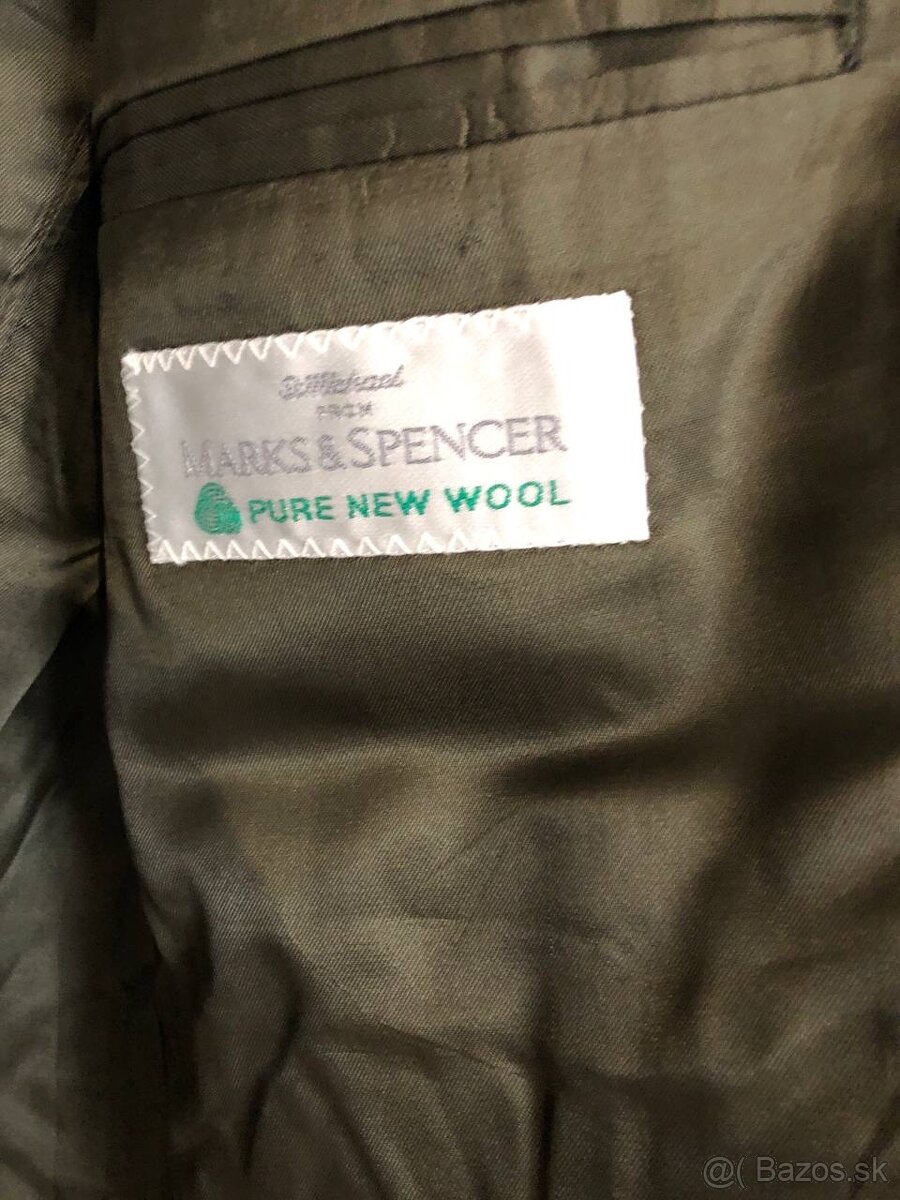 St Michael
FROM
MARKS & SPENCER
PURE NEW WOOL
@( Bazos.sk